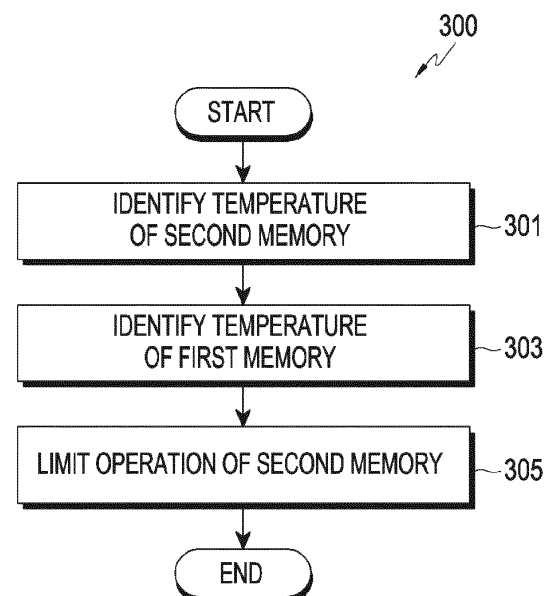 300
START
IDENTIFY TEMPERATURE
OF SECOND MEMORY
301
IDENTIFY TEMPERATURE
OF FIRST MEMORY
303
LIMIT OPERATION OF SECOND MEMORY
305
END